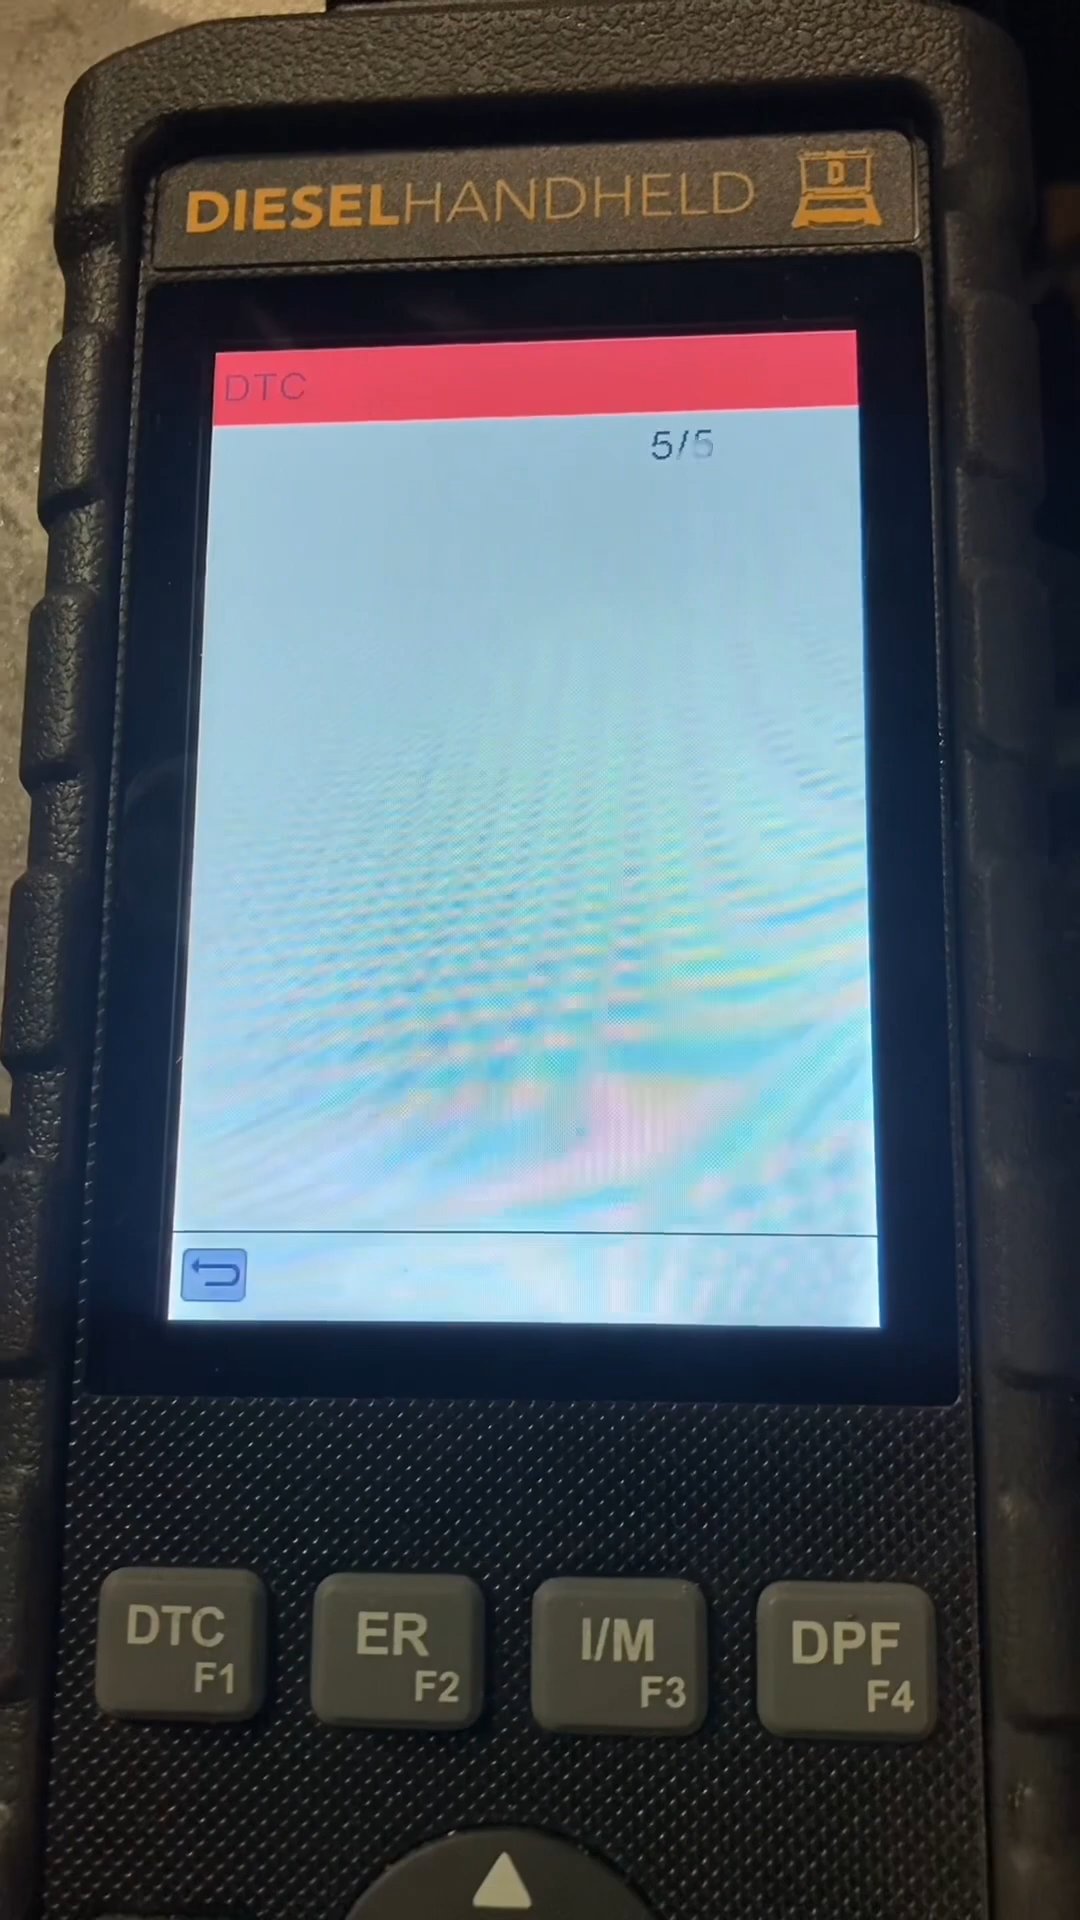 DIESELHANDHELD
D
DTC
5/5
DTC
F1
ER
F2
I/M
F3
DPF
F4